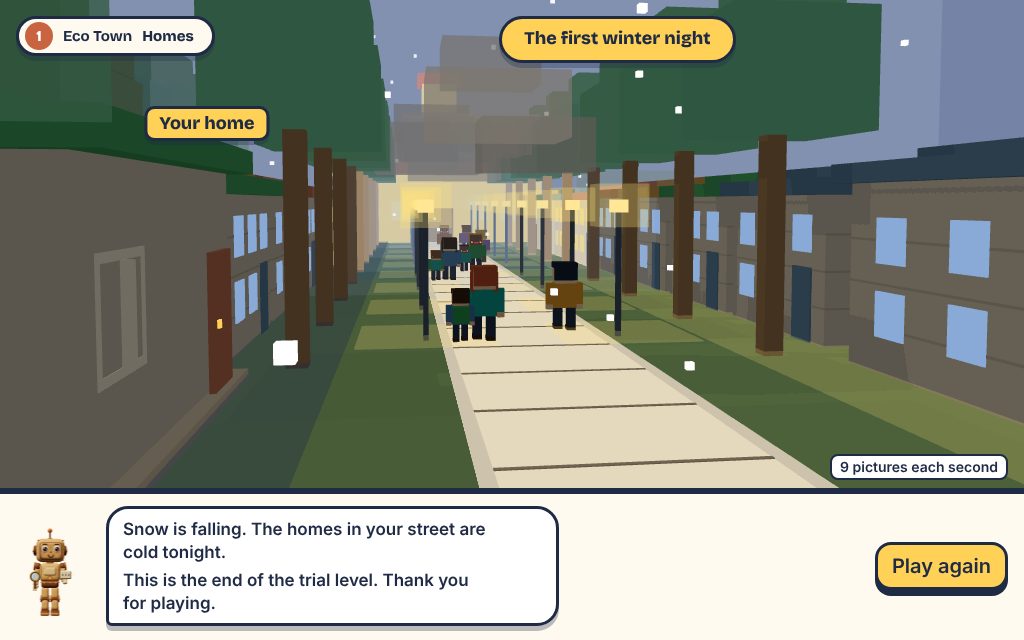 1 Eco Town Homes
The first winter night
Your home
9 pictures each second
Snow is falling. The homes in your street are
cold tonight.
This is the end of the trial level. Thank you
for playing.
Play again